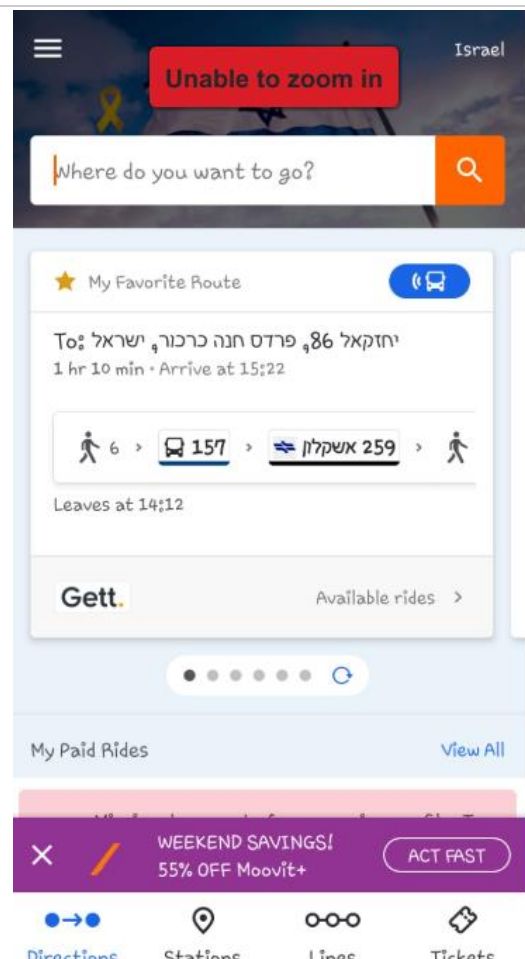 Unable to zoom in
Israel
Where do you want to go?
My Favorite Route
To: יחזקאל 86, פרדס חנה כרכור, ישראל
1 hr 10 min · Arrive at 15:22
6 > 157 > אשקלון 259 >
Leaves at 14:12
Gett.
Available rides >
My Paid Rides
View All
WEEKEND SAVINGS!
55% OFF Moovit+
ACT FAST
Directions
Stations
Lines
Tickets